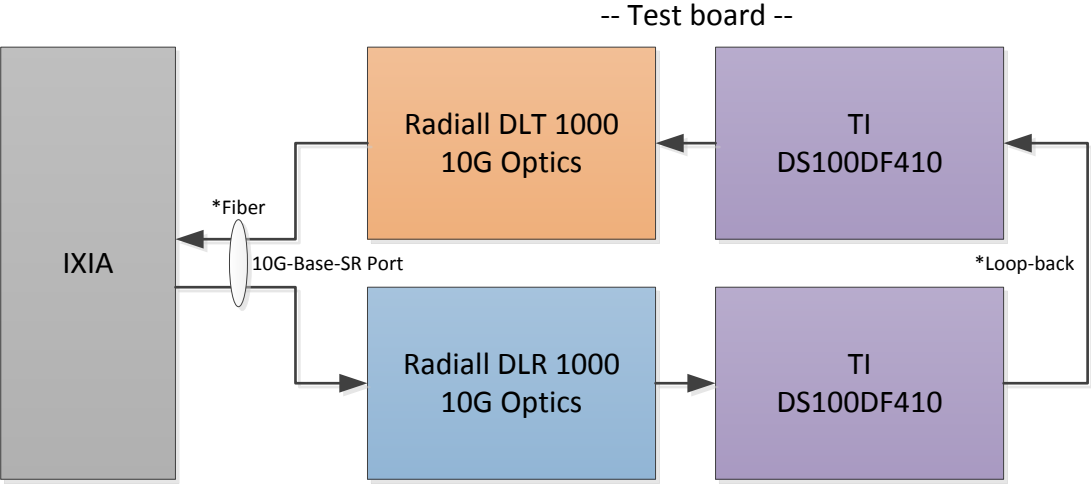 -- Test board --
Radiall DLT 1000
10G Optics
TI
DS100DF410
*Fiber
IXIA
10G-Base-SR Port
*Loop-back
Radiall DLR 1000
10G Optics
TI
DS100DF410